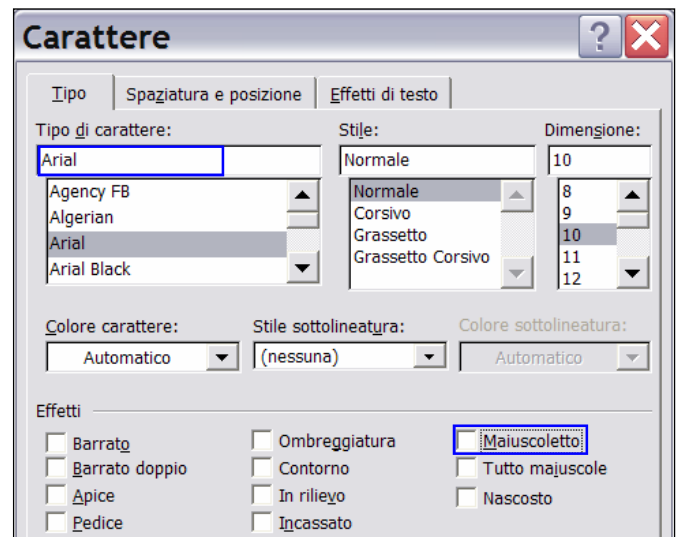 Carattere ?
Tipo Spaziatura e posizione Effetti di testo
Tipo di carattere: Stile: Dimensione:
Arial Normale 10
Agency FB Normale 8
Algerian Corsivo 9
Arial Grassetto 10
Arial Black Grassetto Corsivo 11
12
Colore carattere: Stile sottolineatura: Colore sottolineatura:
Automatico (nessuna) Automatico
Effetti
Barrato Ombreggiatura Maiuscoletto
Barrato doppio Contorno Tutto maiuscole
Apice In rilievo Nascosto
Pedice Incassato